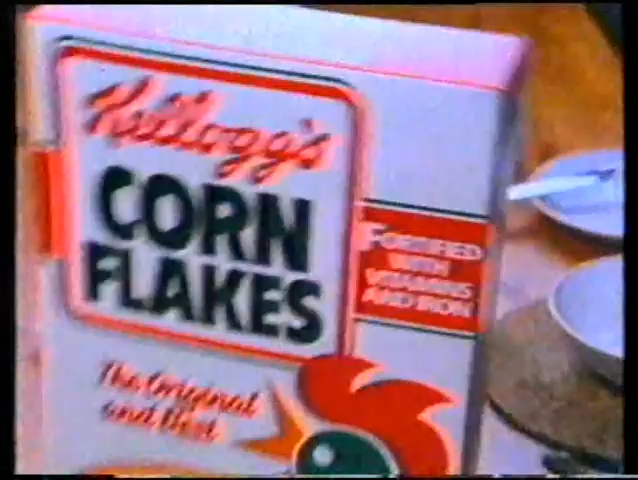 Kellogg's
CORN
FLAKES
FORTIFIED
WITH
VITAMINS
AND IRON
The Original
and Best